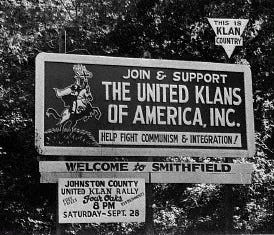 THIS IS
KLAN
COUNTRY
JOIN & SUPPORT
THE UNITED KLANS
OF AMERICA, INC.
HELP FIGHT COMMUNISM & INTEGRATION!
WELCOME to SMITHFIELD
JOHNSTON COUNTY
UNITED KLAN RALLY
Four Oaks
8 PM
SATURDAY - SEPT. 28